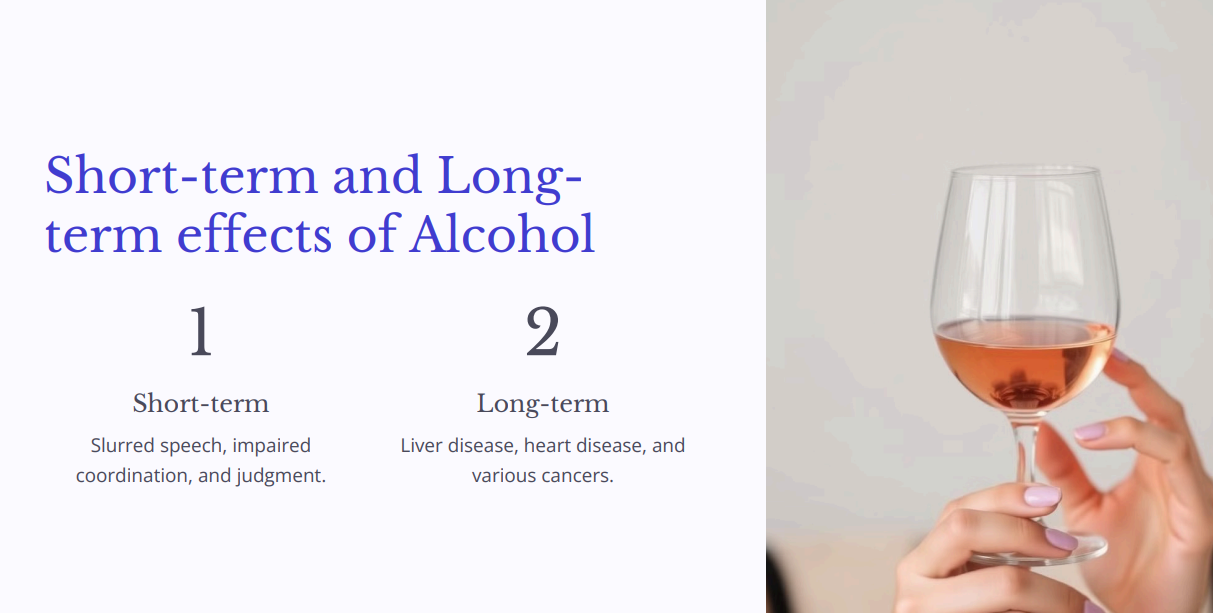 Short-term and Long-
term effects of Alcohol
1
Short-term
Slurred speech, impaired
coordination, and judgment.
2
Long-term
Liver disease, heart disease, and
various cancers.